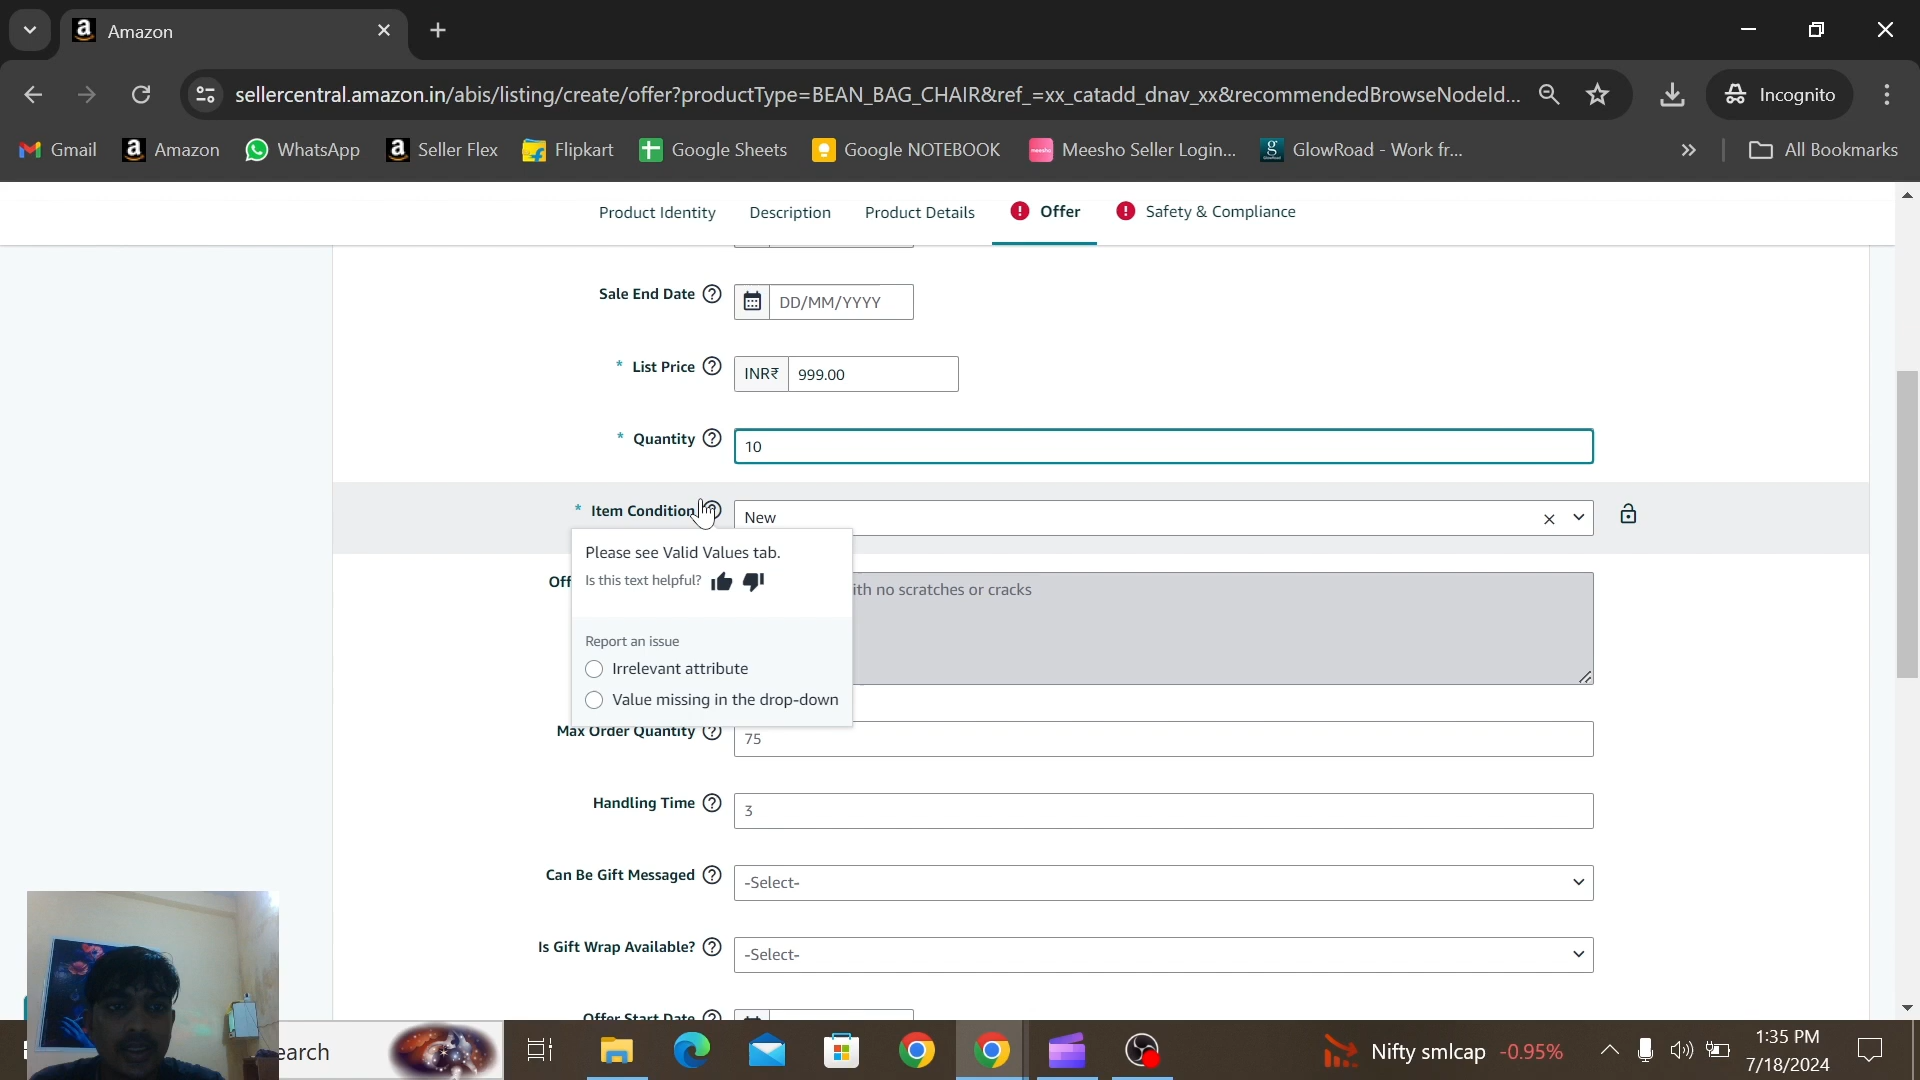 Amazon
sellercentral.amazon.in/abis/listing/create/offer?productType=BEAN_BAG_CHAIR&ref_=xx_catadd_dnav_xx&recommendedBrowseNodeId...
Incognito
Gmail
Amazon
WhatsApp
Seller Flex
Flipkart
Google Sheets
Google NOTEBOOK
Meesho Seller Login...
GlowRoad - Work fr...
All Bookmarks
Product Identity
Description
Product Details
Offer
Safety & Compliance
Sale End Date
DD/MM/YYYY
* List Price
INR₹ 999.00
* Quantity
10
* Item Condition
New
Please see Valid Values tab.
Is this text helpful?
Off
ith no scratches or cracks
Report an issue
Irrelevant attribute
Value missing in the drop-down
Max Order Quantity
75
Handling Time
3
Can Be Gift Messaged
-Select-
Is Gift Wrap Available?
-Select-
Offer Start Date
earch
Nifty smlcap -0.95%
1:35 PM
7/18/2024